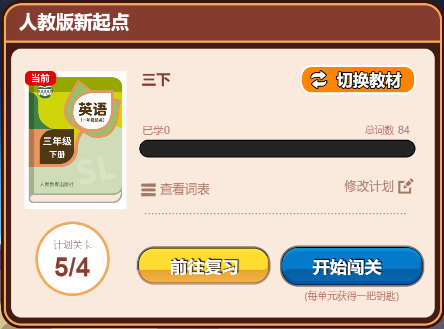 人教版新起点
当前
英语
(一年级起点)
三年级
下册
SL
人民教育出版社
三下
切换教材
已学0
总词数 84
查看词表
修改计划
计划关卡
5/4
前往复习
开始闯关
(每单元获得一把钥匙)